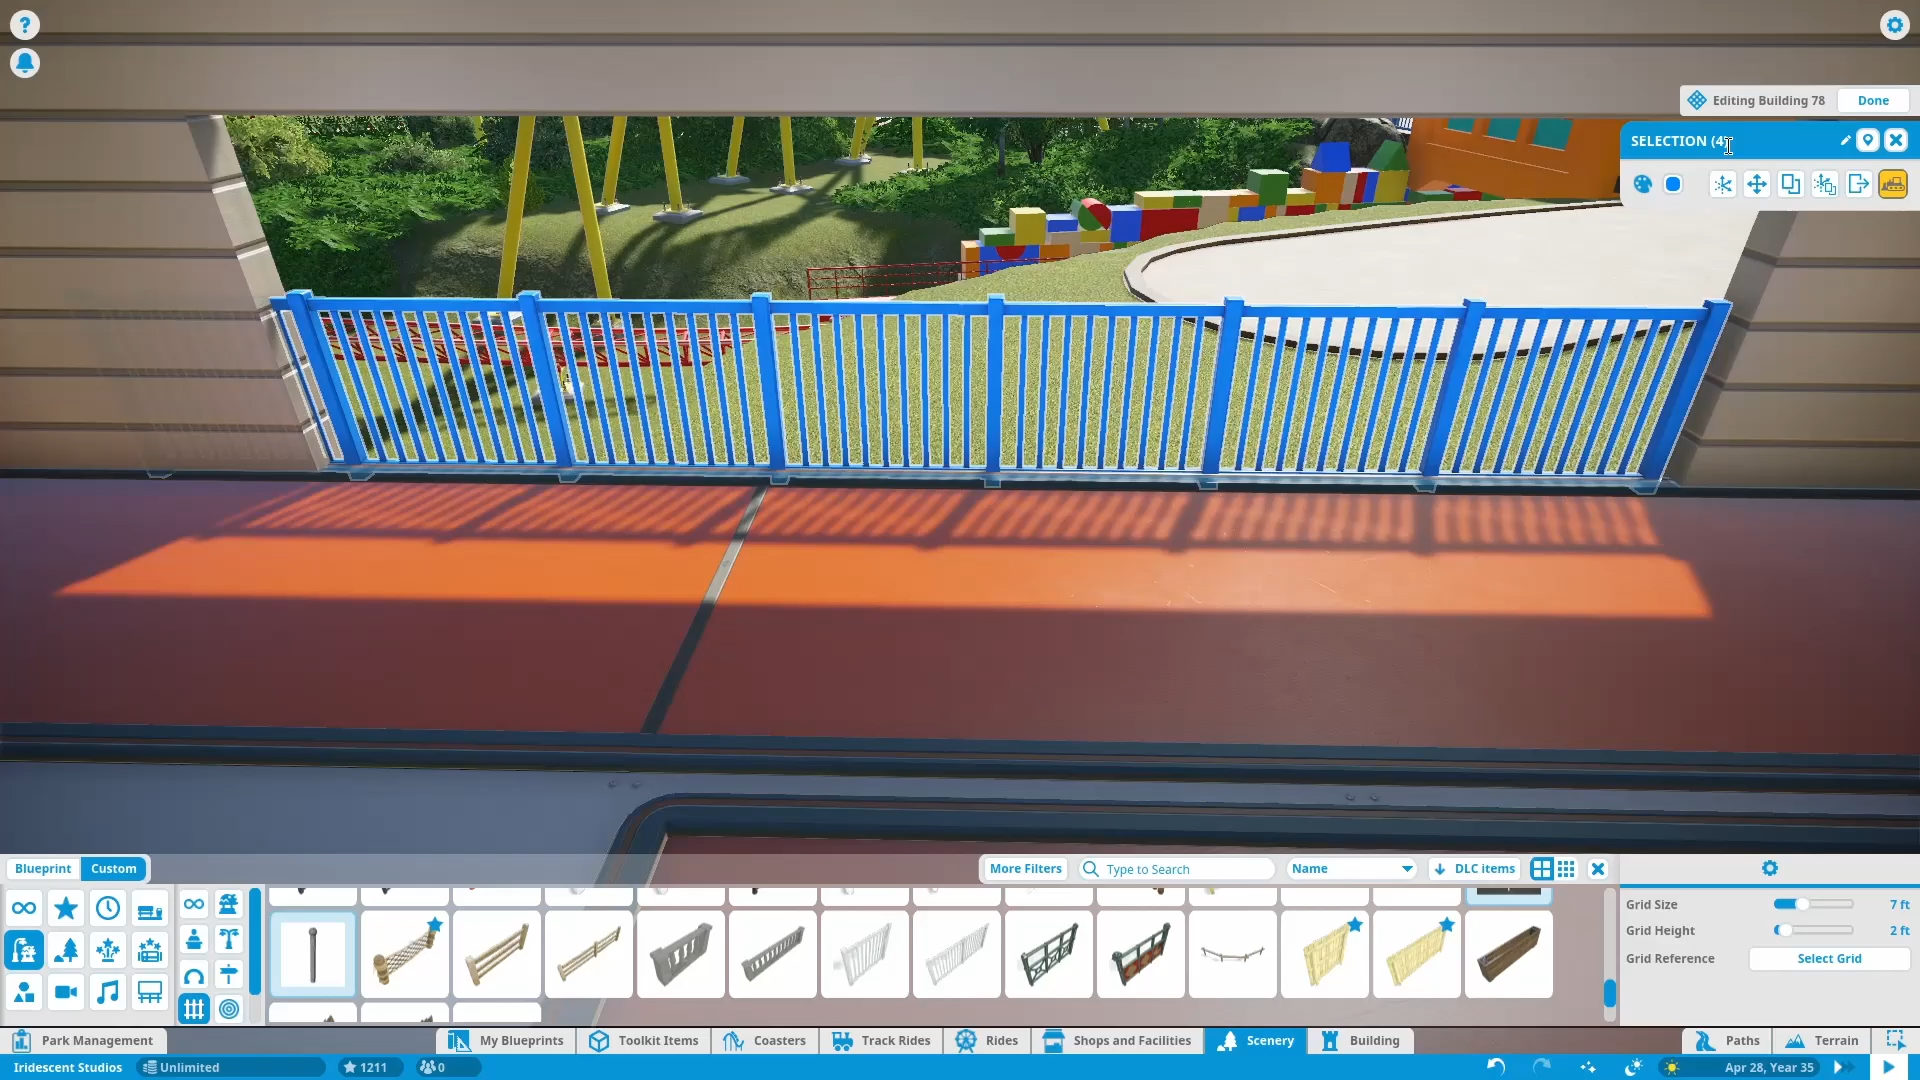 ?
Editing Building 78
Done
SELECTION (4)
Blueprint
Custom
More Filters
Type to Search
Name
DLC items
Grid Size
7 ft
Grid Height
2 ft
Grid Reference
Select Grid
Park Management
My Blueprints
Toolkit Items
Coasters
Track Rides
Rides
Shops and Facilities
Scenery
Building
Paths
Terrain
Iridescent Studios
Unlimited
1211
0
Apr 28, Year 35